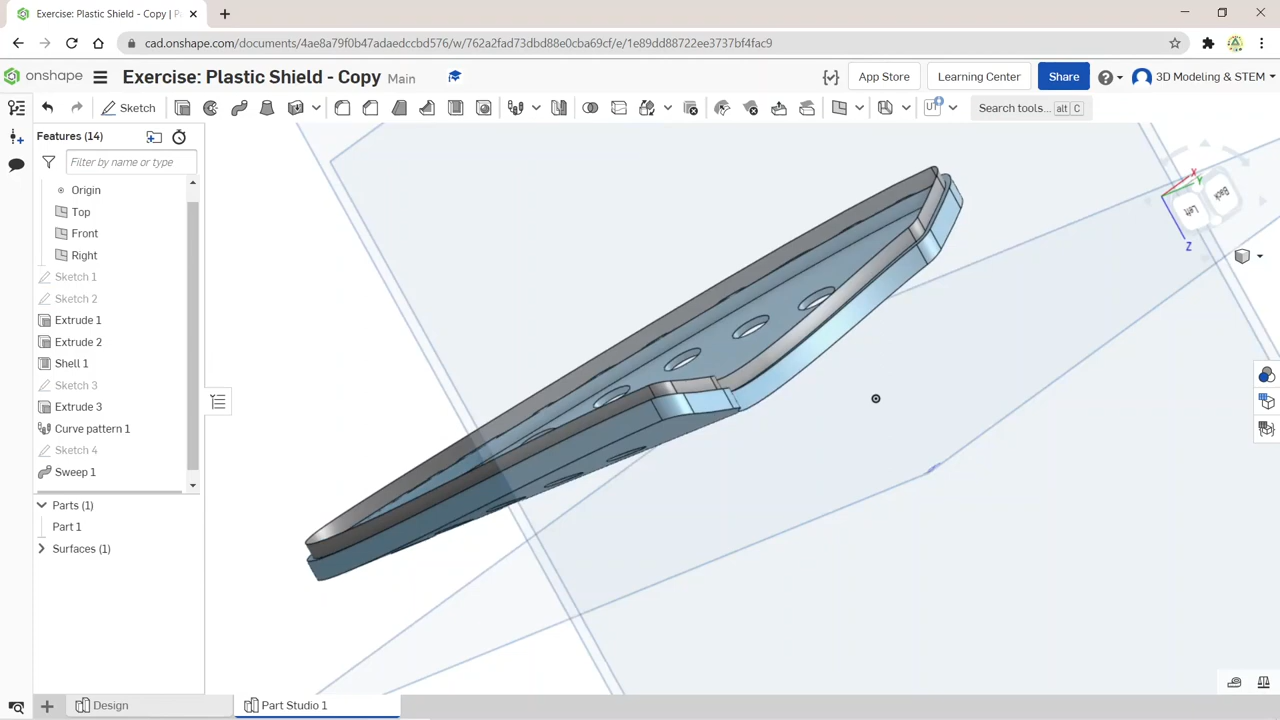 Exercise: Plastic Shield - Copy | P
cad.onshape.com/documents/4ae8a79f0b47adaedccbd576/w/762a2fad73dbd88e0cba69cf/e/1e89dd88722ee3737bf4fac9
onshape Exercise: Plastic Shield - Copy Main App Store Learning Center Share 3D Modeling & STEM
Sketch Search tools... alt C
Features (14)
Filter by name or type
Origin
Top
Front
Right
Sketch 1
Sketch 2
Extrude 1
Extrude 2
Shell 1
Sketch 3
Extrude 3
Curve pattern 1
Sketch 4
Sweep 1
Parts (1)
Part 1
Surfaces (1)
X
Y
Left Back
Z
Design Part Studio 1